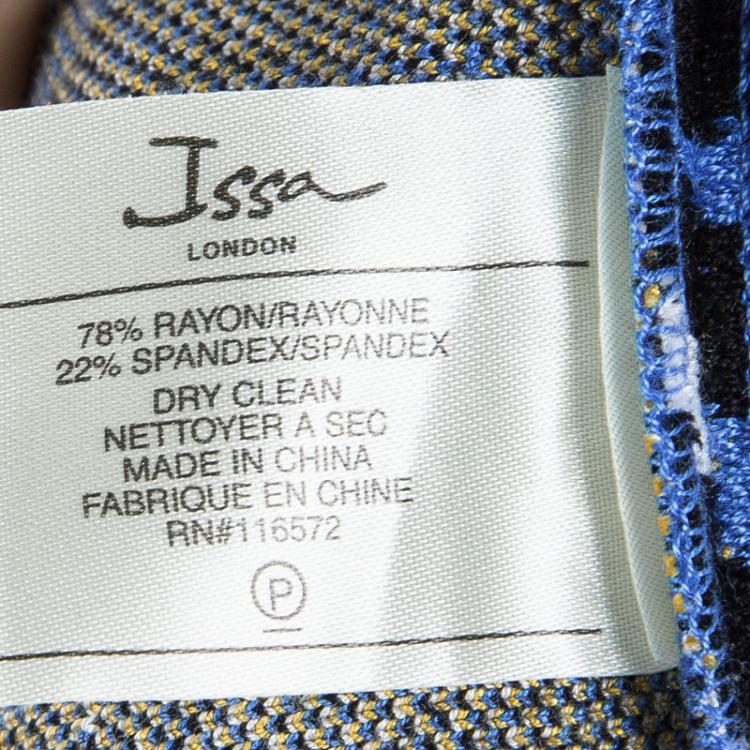 Issa
LONDON
78% RAYON/RAYONNE
22% SPANDEX/SPANDEX
DRY CLEAN
NETTOYER A SEC
MADE IN CHINA
FABRIQUE EN CHINE
RN#116572
P